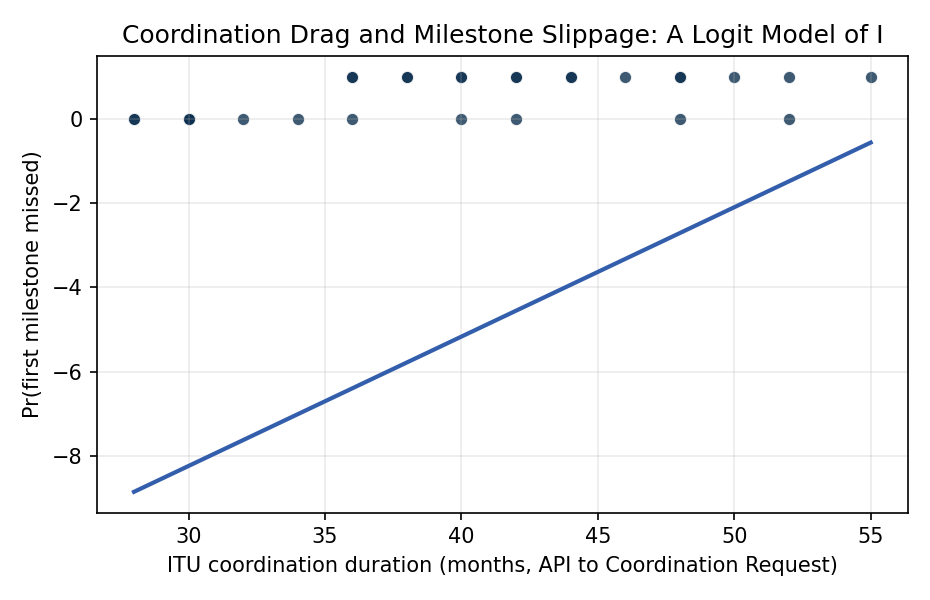 Coordination Drag and Milestone Slippage: A Logit Model of I
Pr(first milestone missed)
0
−2
−4
−6
−8
30 35 40 45 50 55
ITU coordination duration (months, API to Coordination Request)